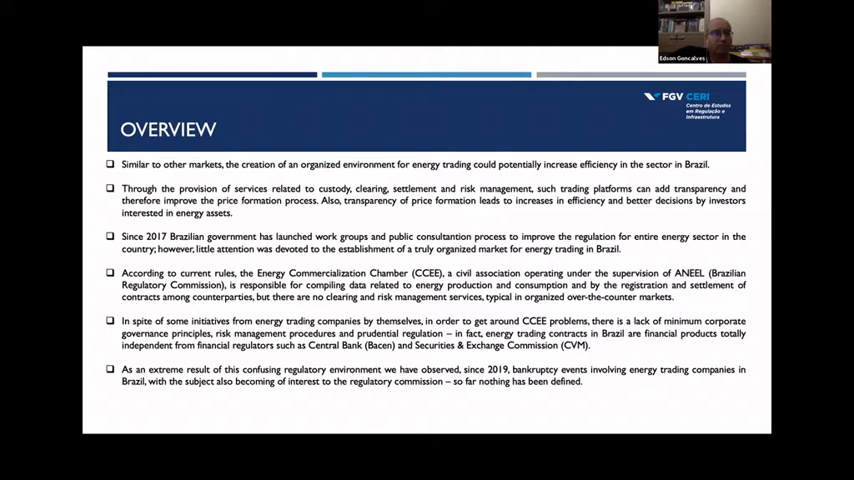 Edson Goncalves
FGV CERI
Centro de Estudos
em Regulação e
Infraestrutura
OVERVIEW
Similar to other markets, the creation of an organized environment for energy trading could potentially increase efficiency in the sector in Brazil.
Through the provision of services related to custody, clearing, settlement and risk management, such trading platforms can add transparency and
therefore improve the price formation process. Also, transparency of price formation leads to increases in efficiency and better decisions by investors
interested in energy assets.
Since 2017 Brazilian government has launched work groups and public consultantion process to improve the regulation for entire energy sector in the
country; however, little attention was devoted to the establishment of a truly organized market for energy trading in Brazil.
According to current rules, the Energy Commercialization Chamber (CCEE), a civil association operating under the supervision of ANEEL (Brazilian
Regulatory Commission), is responsible for compiling data related to energy production and consumption and by the registration and settlement of
contracts among counterparties, but there are no clearing and risk management services, typical in organized over-the-counter markets.
In spite of some initiatives from energy trading companies by themselves, in order to get around CCEE problems, there is a lack of minimum corporate
governance principles, risk management procedures and prudential regulation – in fact, energy trading contracts in Brazil are financial products totally
independent from financial regulators such as Central Bank (Bacen) and Securities & Exchange Commission (CVM).
As an extreme result of this confusing regulatory environment we have observed, since 2019, bankruptcy events involving energy trading companies in
Brazil, with the subject also becoming of interest to the regulatory commission – so far nothing has been defined.